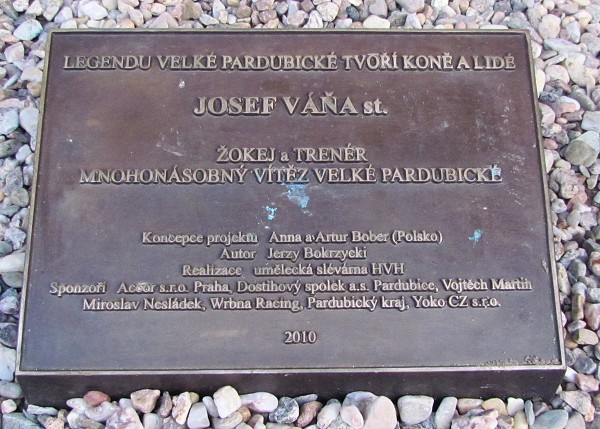 LEGENDU VELKÉ PARDUBICKÉ TVOŘÍ KONĚ A LIDÉ
JOSEF VÁŇA st.
ŽOKEJ a TRENÉR
MNOHONÁSOBNÝ VÍTĚZ VELKÉ PARDUBICKÉ
Koncepce projektu Anna a Artur Bober (Polsko)
Autor Jerzy Bokrzycki
Realizace umělecká slévárna HVH
Sponzoři Accor s.r.o. Praha, Dostihový spolek a.s. Pardubice, Vojtěch Martin
Miroslav Nesládek, Wrbna Racing, Pardubický kraj, Yoko CZ s.r.o.
2010